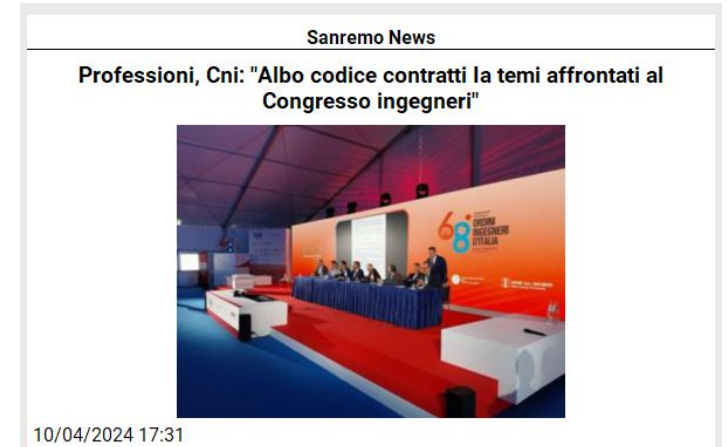 Sanremo News
Professioni, Cni: "Albo codice contratti Ia temi affrontati al
Congresso ingegneri"
68°
ORDINI
INGEGNERI
D'ITALIA
10/04/2024 17:31